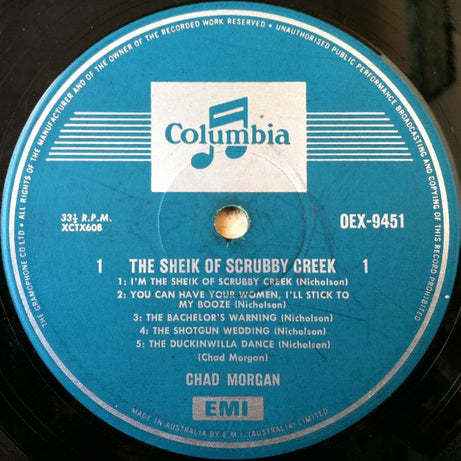 ALL RIGHTS OF THE MANUFACTURER AND OF THE OWNER OF THE RECORDED WORK RESERVED • UNAUTHORISED PUBLIC PERFORMANCE BROADCASTING AND COPYING OF THIS RECORD PROHIBITED
THE GRAMOPHONE CO LTD •
Columbia
33⅓ R.P.M.
XCTX608
OEX-9451
1 THE SHEIK OF SCRUBBY CREEK 1
1: I'M THE SHEIK OF SCRUBBY CREEK (Nicholson)
2: YOU CAN HAVE YOUR WOMEN, I'LL STICK TO
MY BOOZE (Nicholson)
3: THE BACHELOR'S WARNING (Nicholson)
4: THE SHOTGUN WEDDING (Nicholson)
5: THE DUCKINWILLA DANCE (Nicholson)
(Chad Morgan)
CHAD MORGAN
EMI
MADE IN AUSTRALIA BY E.M.I. (AUSTRALIA) LIMITED